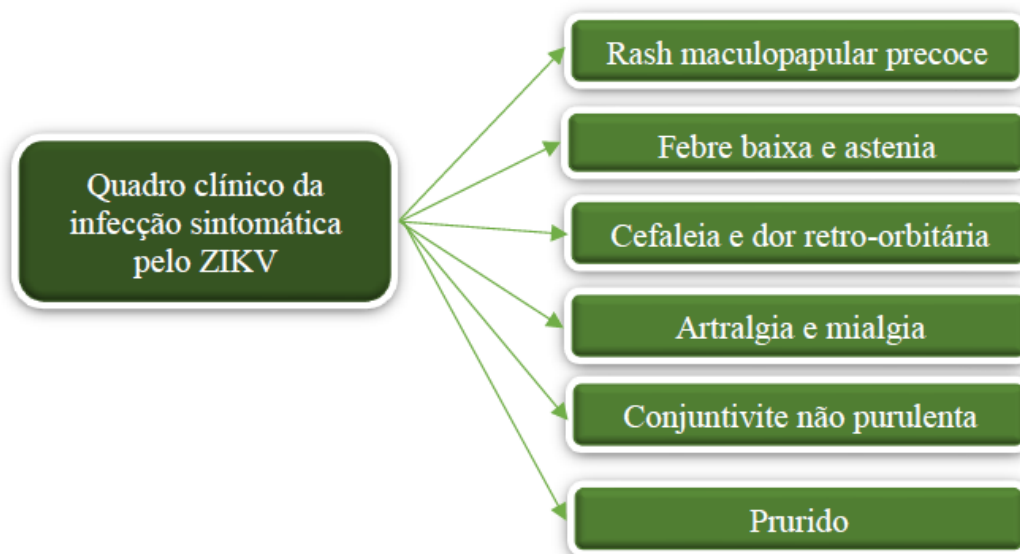 Quadro clínico da
infecção sintomática
pelo ZIKV
Rash maculopapular precoce
Febre baixa e astenia
Cefaleia e dor retro-orbitária
Artralgia e mialgia
Conjuntivite não purulenta
Prurido